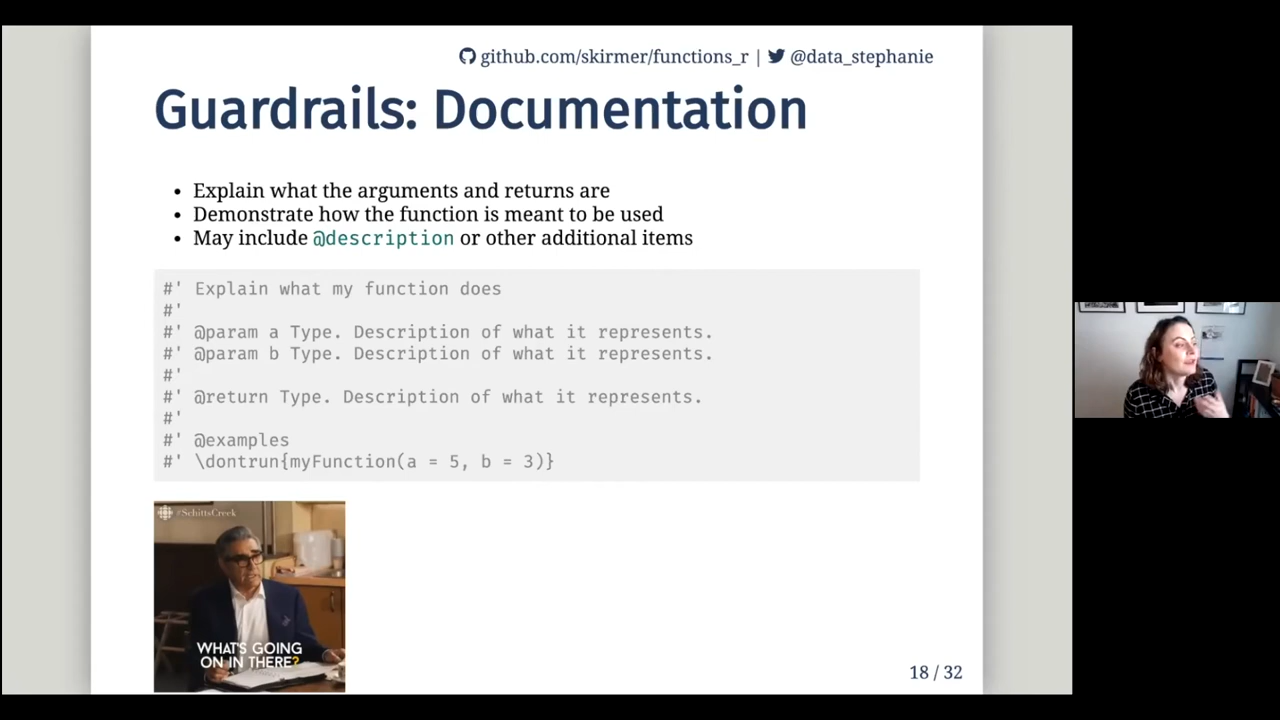 github.com/skirmer/functions_r | @data_stephanie
Guardrails: Documentation
• Explain what the arguments and returns are
• Demonstrate how the function is meant to be used
• May include @description or other additional items
#' Explain what my function does
#'
#' @param a Type. Description of what it represents.
#' @param b Type. Description of what it represents.
#'
#' @return Type. Description of what it represents.
#'
#' @examples
#' \dontrun{myFunction(a = 5, b = 3)}
#SchittsCreek
WHAT'S GOING
ON IN THERE?
18 / 32